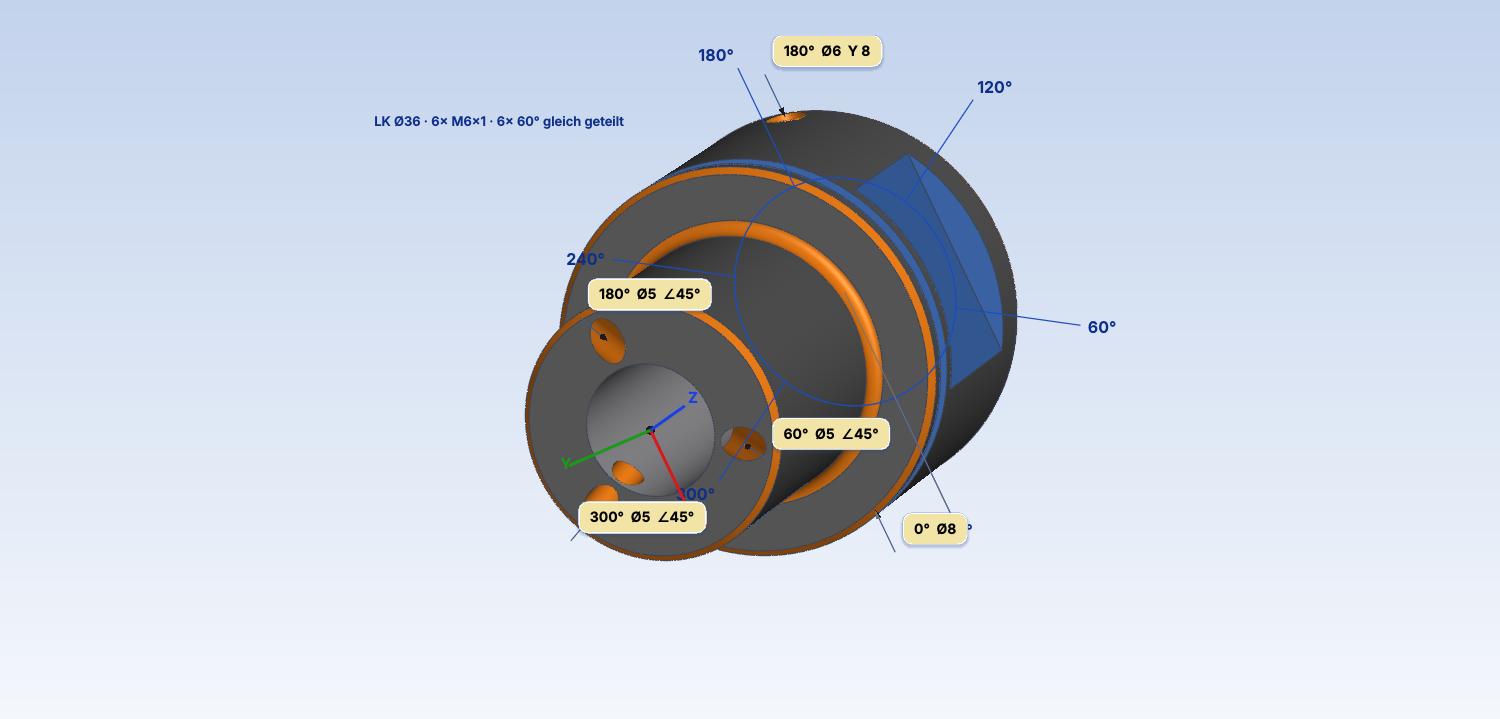 180°
180° Ø6 Y 8
120°
LK Ø36 · 6× M6×1 · 6× 60° gleich geteilt
240°
180° Ø5 ∠45°
60°
Z
60° Ø5 ∠45°
Y
300° Ø5 ∠45°
0° Ø8